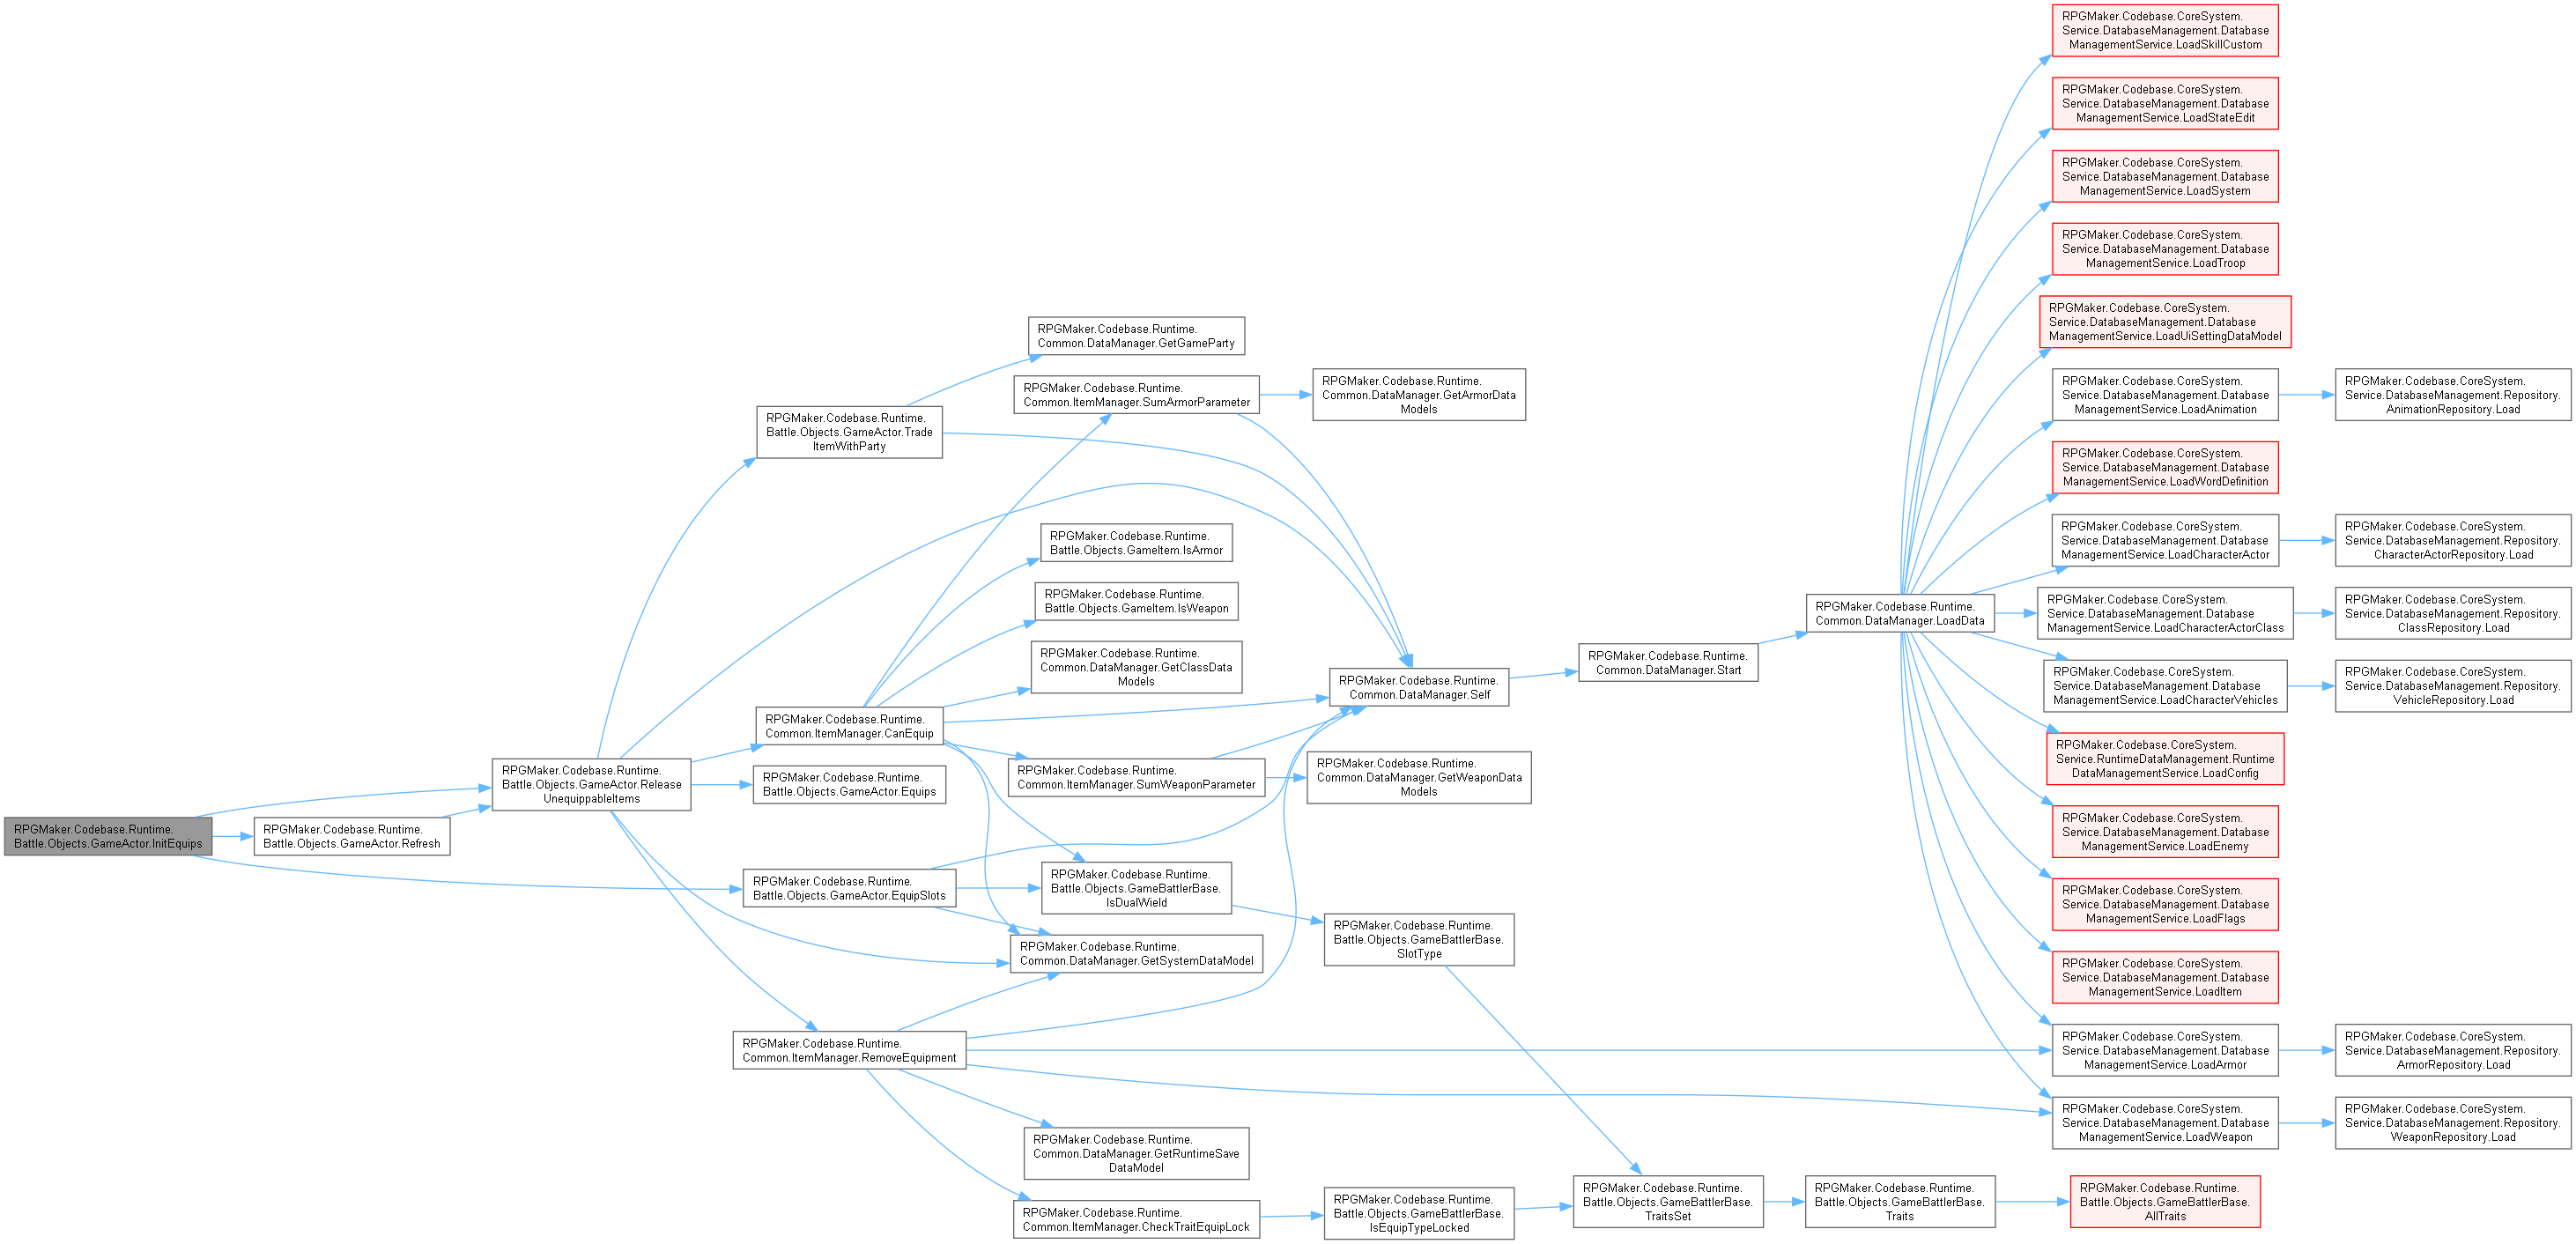 RPGMaker.Codebase.Runtime.
Battle.Objects.GameActor.InitEquips
RPGMaker.Codebase.Runtime.
Battle.Objects.GameActor.Refresh
RPGMaker.Codebase.Runtime.
Battle.Objects.GameActor.Release
UnequippableItems
RPGMaker.Codebase.Runtime.
Battle.Objects.GameActor.Trade
ItemWithParty
RPGMaker.Codebase.Runtime.
Common.ItemManager.CanEquip
RPGMaker.Codebase.Runtime.
Battle.Objects.GameActor.Equips
RPGMaker.Codebase.Runtime.
Battle.Objects.GameActor.EquipSlots
RPGMaker.Codebase.Runtime.
Common.ItemManager.RemoveEquipment
RPGMaker.Codebase.Runtime.
Common.DataManager.GetGameParty
RPGMaker.Codebase.Runtime.
Common.ItemManager.SumArmorParameter
RPGMaker.Codebase.Runtime.
Battle.Objects.GameItem.IsArmor
RPGMaker.Codebase.Runtime.
Battle.Objects.GameItem.IsWeapon
RPGMaker.Codebase.Runtime.
Common.DataManager.GetClassData
Models
RPGMaker.Codebase.Runtime.
Common.ItemManager.SumWeaponParameter
RPGMaker.Codebase.Runtime.
Battle.Objects.GameBattlerBase.
IsDualWield
RPGMaker.Codebase.Runtime.
Common.DataManager.GetSystemDataModel
RPGMaker.Codebase.Runtime.
Common.DataManager.GetRuntimeSave
DataModel
RPGMaker.Codebase.Runtime.
Common.ItemManager.CheckTraitEquipLock
RPGMaker.Codebase.Runtime.
Common.DataManager.GetArmorData
Models
RPGMaker.Codebase.Runtime.
Common.DataManager.Self
RPGMaker.Codebase.Runtime.
Common.DataManager.GetWeaponData
Models
RPGMaker.Codebase.Runtime.
Battle.Objects.GameBattlerBase.
SlotType
RPGMaker.Codebase.Runtime.
Battle.Objects.GameBattlerBase.
IsEquipTypeLocked
RPGMaker.Codebase.Runtime.
Common.DataManager.Start
RPGMaker.Codebase.Runtime.
Battle.Objects.GameBattlerBase.
TraitsSet
RPGMaker.Codebase.Runtime.
Common.DataManager.LoadData
RPGMaker.Codebase.Runtime.
Battle.Objects.GameBattlerBase.
Traits
RPGMaker.Codebase.CoreSystem.
Service.DatabaseManagement.Database
ManagementService.LoadSkillCustom
RPGMaker.Codebase.CoreSystem.
Service.DatabaseManagement.Database
ManagementService.LoadStateEdit
RPGMaker.Codebase.CoreSystem.
Service.DatabaseManagement.Database
ManagementService.LoadSystem
RPGMaker.Codebase.CoreSystem.
Service.DatabaseManagement.Database
ManagementService.LoadTroop
RPGMaker.Codebase.CoreSystem.
Service.DatabaseManagement.Database
ManagementService.LoadUiSettingDataModel
RPGMaker.Codebase.CoreSystem.
Service.DatabaseManagement.Database
ManagementService.LoadAnimation
RPGMaker.Codebase.CoreSystem.
Service.DatabaseManagement.Database
ManagementService.LoadWordDefinition
RPGMaker.Codebase.CoreSystem.
Service.DatabaseManagement.Database
ManagementService.LoadCharacterActor
RPGMaker.Codebase.CoreSystem.
Service.DatabaseManagement.Database
ManagementService.LoadCharacterActorClass
RPGMaker.Codebase.CoreSystem.
Service.DatabaseManagement.Database
ManagementService.LoadCharacterVehicles
RPGMaker.Codebase.CoreSystem.
Service.RuntimeDataManagement.Runtime
DataManagementService.LoadConfig
RPGMaker.Codebase.CoreSystem.
Service.DatabaseManagement.Database
ManagementService.LoadEnemy
RPGMaker.Codebase.CoreSystem.
Service.DatabaseManagement.Database
ManagementService.LoadFlags
RPGMaker.Codebase.CoreSystem.
Service.DatabaseManagement.Database
ManagementService.LoadItem
RPGMaker.Codebase.CoreSystem.
Service.DatabaseManagement.Database
ManagementService.LoadArmor
RPGMaker.Codebase.CoreSystem.
Service.DatabaseManagement.Database
ManagementService.LoadWeapon
RPGMaker.Codebase.Runtime.
Battle.Objects.GameBattlerBase.
AllTraits
RPGMaker.Codebase.CoreSystem.
Service.DatabaseManagement.Repository.
AnimationRepository.Load
RPGMaker.Codebase.CoreSystem.
Service.DatabaseManagement.Repository.
CharacterActorRepository.Load
RPGMaker.Codebase.CoreSystem.
Service.DatabaseManagement.Repository.
ClassRepository.Load
RPGMaker.Codebase.CoreSystem.
Service.DatabaseManagement.Repository.
VehicleRepository.Load
RPGMaker.Codebase.CoreSystem.
Service.DatabaseManagement.Repository.
ArmorRepository.Load
RPGMaker.Codebase.CoreSystem.
Service.DatabaseManagement.Repository.
WeaponRepository.Load